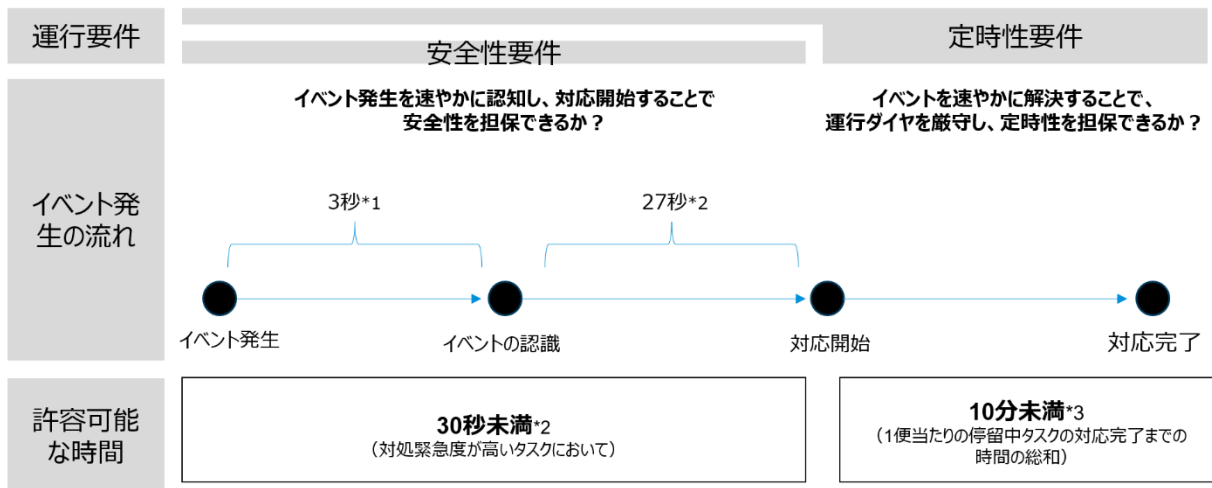 運行要件
安全性要件
定時性要件
イベント発
生の流れ
イベント発生を速やかに認知し、対応開始することで
安全性を担保できるか？
イベントを速やかに解決することで、
運行ダイヤを厳守し、定時性を担保できるか？
3秒*1
27秒*2
イベント発生
イベントの認識
対応開始
対応完了
許容可能
な時間
30秒未満*2
（対処緊急度が高いタスクにおいて）
10分未満*3
（1便当たりの停留中タスクの対応完了までの
時間の総和）